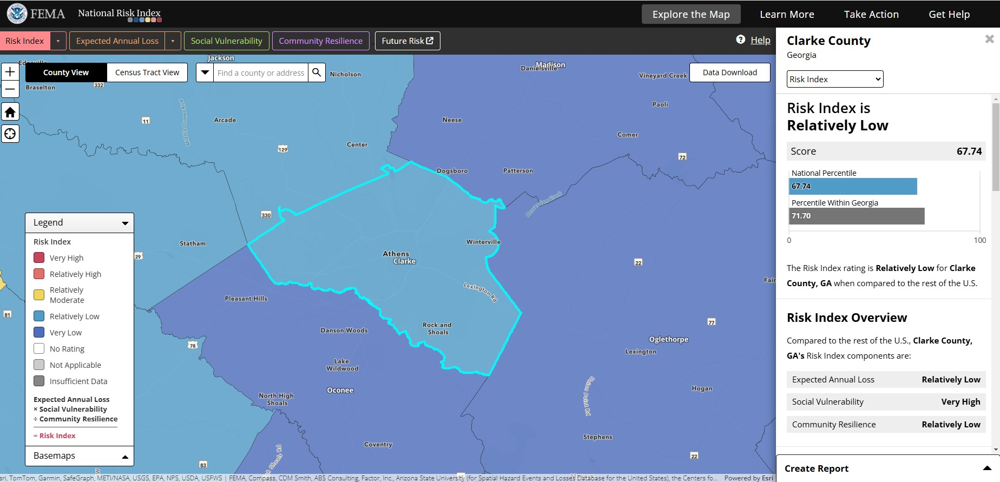 FEMA National Risk Index Explore the Map Learn More Take Action Get Help
Risk Index Expected Annual Loss Social Vulnerability Community Resilience Future Risk Help
County View Census Tract View Find a county or address Data Download
Jackson
Nicholson
Braselton
332
Madison
Danielsville
Vineyard Creek
Paoli
11
Arcade
Middle Oconee River
Neese
Comer
Center
129
72
Dogsboro
Patterson
Beaverdam Creek
330
Statham
29
Winterville
Athens
Clarke
22
Lexington Rd
Pleasant Hills
81
Danson Woods
Rock and
Shoals
77
78
Oglethorpe
Lexington
Lake
Wildwood
Oconee
Union Point Rd
Hogan
North High
Shoals
Stephens
Coventry
22
83
Legend
Risk Index
Very High
Relatively High
Relatively
Moderate
Relatively Low
Very Low
No Rating
Not Applicable
Insufficient Data
Expected Annual Loss
× Social Vulnerability
÷ Community Resilience
= Risk Index
Basemaps
sri, TomTom, Garmin, SafeGraph, METI/NASA, USGS, EPA, NPS, USDA, USFWS | FEMA, Compass, CDM Smith, ABS Consulting, Factor, Inc., Arizona State University (for Spatial Hazard Events and Losses Database for the United States), the Centers fo... Powered by Esri
Clarke County
Georgia
Risk Index
Risk Index is
Relatively Low
Score 67.74
National Percentile
67.74
Percentile Within Georgia
71.70
0 100
The Risk Index rating is Relatively Low for Clarke
County, GA when compared to the rest of the U.S.
Risk Index Overview
Compared to the rest of the U.S., Clarke County,
GA's Risk Index components are:
Expected Annual Loss Relatively Low
Social Vulnerability Very High
Community Resilience Relatively Low
Create Report